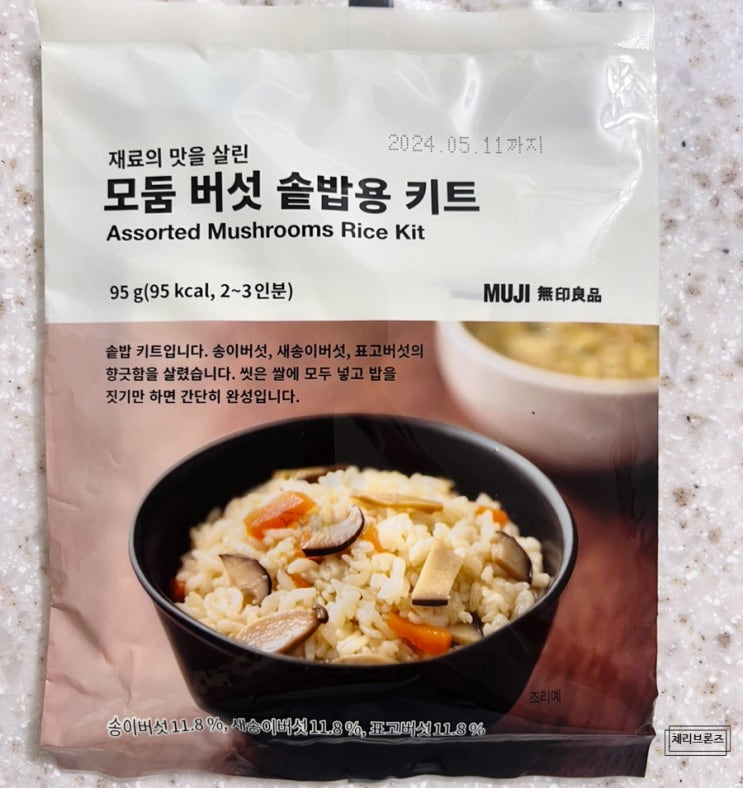 2024.05.11까지
재료의 맛을 살린
모둠 버섯 솥밥용 키트
Assorted Mushrooms Rice Kit
95 g(95 kcal, 2~3인분)
MUJI 無印良品
솥밥 키트입니다. 송이버섯, 새송이버섯, 표고버섯의
향긋함을 살렸습니다. 씻은 쌀에 모두 넣고 밥을
짓기만 하면 간단히 완성입니다.
조리예
송이버섯11.8%, 새송이버섯11.8%, 표고버섯11.8%
체리브론즈